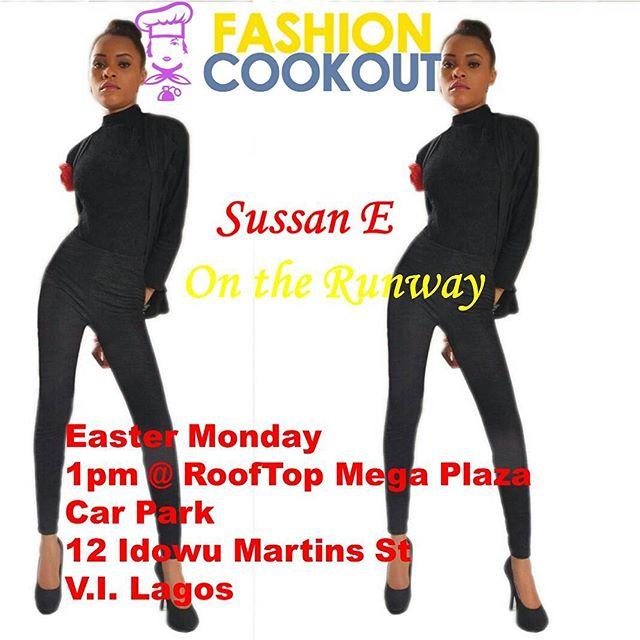 FASHION
COOKOUT
Sussan E
On the Runway
Easter Monday
1pm @ RoofTop Mega Plaza
Car Park
12 Idowu Martins St
V.I. Lagos